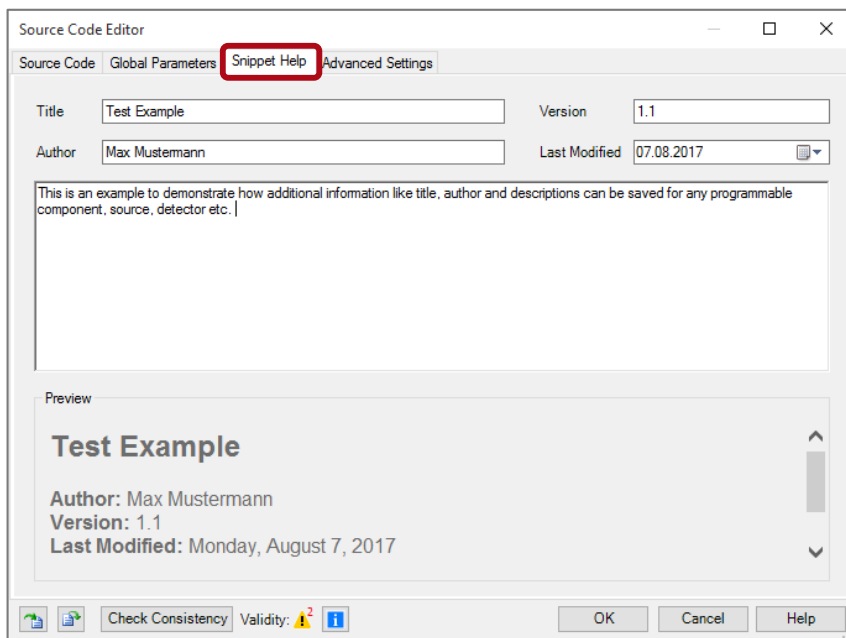 Source Code Editor
Source Code Global Parameters Snippet Help Advanced Settings
Title Test Example Version 1.1
Author Max Mustermann Last Modified 07.08.2017
This is an example to demonstrate how additional information like title, author and descriptions can be saved for any programmable
component, source, detector etc.
Preview
Test Example
Author: Max Mustermann
Version: 1.1
Last Modified: Monday, August 7, 2017
Check Consistency Validity: 2 OK Cancel Help